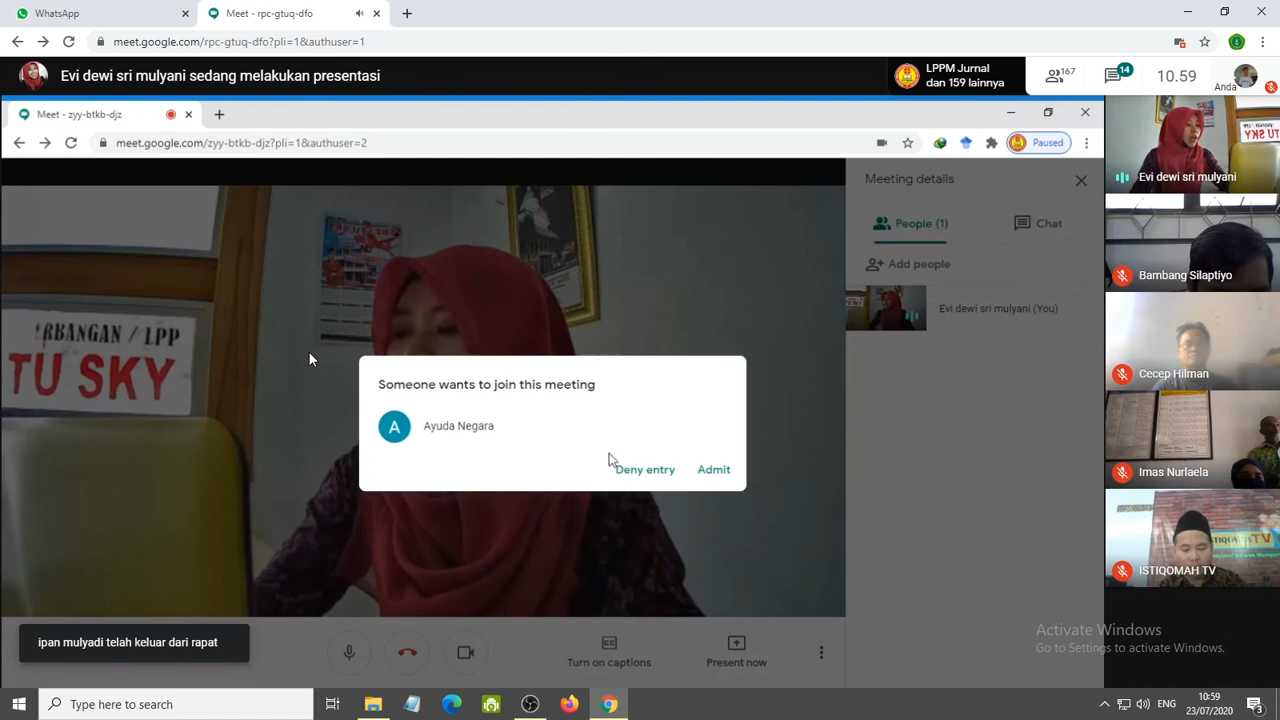 WhatsApp
Meet - rpc-gtuq-dfo
meet.google.com/rpc-gtuq-dfo?pli=1&authuser=1
Evi dewi sri mulyani sedang melakukan presentasi
LPPM Jurnal
dan 159 lainnya
167
14
10.59
Anda
Meet - zyy-btkb-djz
meet.google.com/zyy-btkb-djz?pli=1&authuser=2
Paused
Meeting details
People (1)
Chat
Add people
Evi dewi sri mulyani (You)
ARBANGAN / LPP
TU SKY
Someone wants to join this meeting
A
Ayuda Negara
Deny entry
Admit
ipan mulyadi telah keluar dari rapat
Turn on captions
Present now
TU SKY
Evi dewi sri mulyani
Bambang Silaptiyo
Cecep Hilman
Imas Nurlaela
ISTIQOMAH TV
Activate Windows
Go to Settings to activate Windows.
Type here to search
ENG
10:59
23/07/2020
3